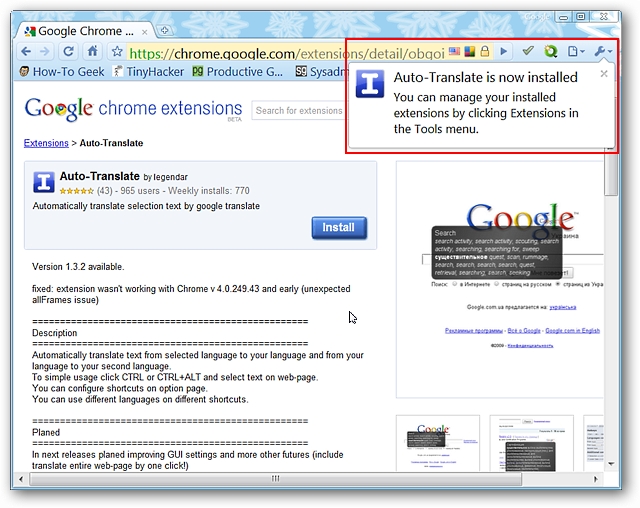 Google Chrome ...
https://chrome.google.com/extensions/detail/obgoi
How-To Geek
TinyHacker
Productive G...
Sysadm
Auto-Translate is now installed
You can manage your installed
extensions by clicking Extensions in
the Tools menu.
Google chrome extensions
BETA
Search for extensions
Extensions > Auto-Translate
Auto-Translate by legendar
(43) - 965 users - Weekly installs: 770
Automatically translate selection text by google translate
Install
Version 1.3.2 available.
fixed: extension wasn't working with Chrome v 4.0.249.43 and early (unexpected
allFrames issue)
==================================================
Description
==================================================
Automatically translate text from selected language to your language and from your
language to your second language.
To simple usage click CTRL or CTRL+ALT and select text on web-page.
You can configure shortcuts on option page.
You can use different languages on different shortcuts.
==================================================
Planed
==================================================
In next releases planed improving GUI settings and more other futures (include
translate entire web-page by one click!)
Google™
Україна
Search
search activity, search activity, scouting, search
activity, searching, searching for, sweep
существительное quest, scan, rummage,
search, search, search, search, quest,
retrieval, searching, search, seeking
Поиск: в Интернете страниц на русском страниц из Украи
Google.com.ua предлагается на: українська
Рекламные программы - Всё о Google - Google.com in English
©2009 - Конфиденциальность